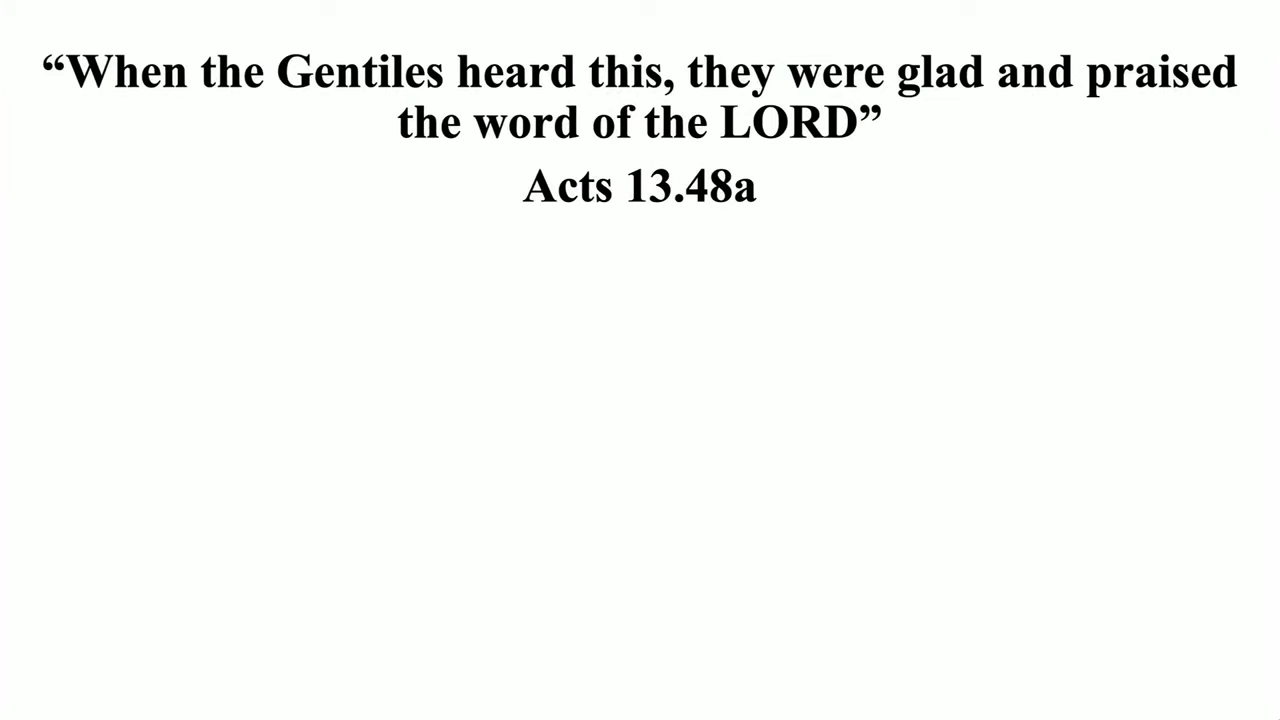 “When the Gentiles heard this, they were glad and praised
the word of the LORD”
Acts 13.48a